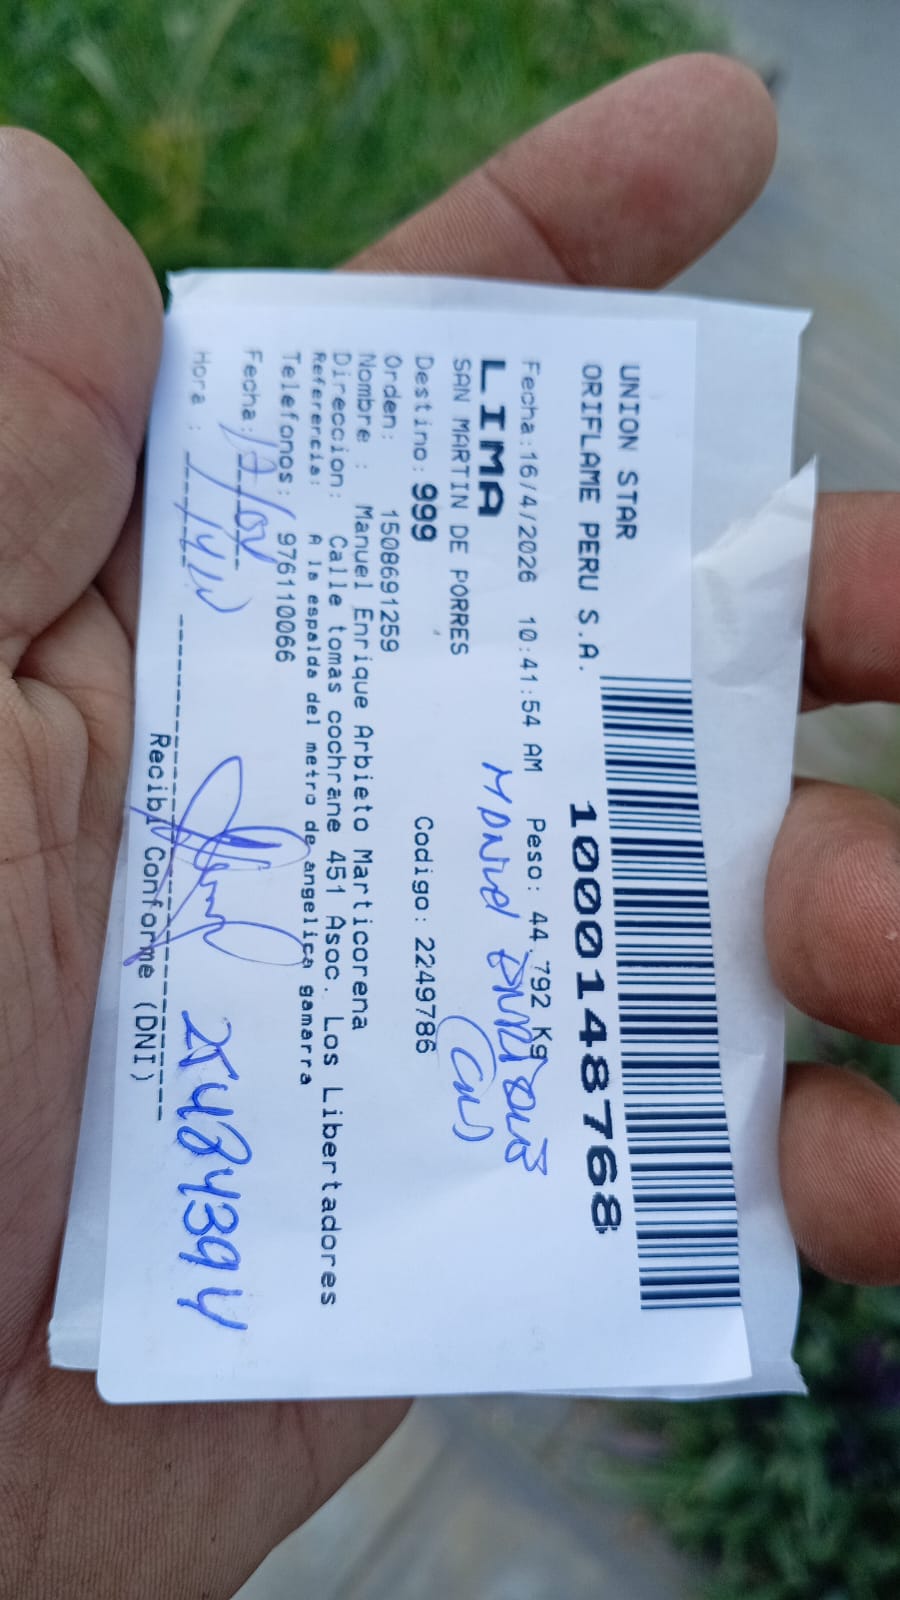 UNION STAR
ORIFLAME PERU S.A.
1000148768
Fecha:16/4/2026 10:41:54 AM Peso: 44.792 Kg
LIMA
SAN MARTIN DE PORRES
Destino: 999 Codigo: 2249786
Orden: 1508691259
Nombre : Manuel Enrique Arbieto Marticorena
Direccion: Calle tomas cochrane 451 Asoc. Los Libertadores
Referencia: A la espalda del metro de angelica gamarra
Telefonos: 976110066
Fecha:
Hora :
25484394
Recibi Conforme (DNI)